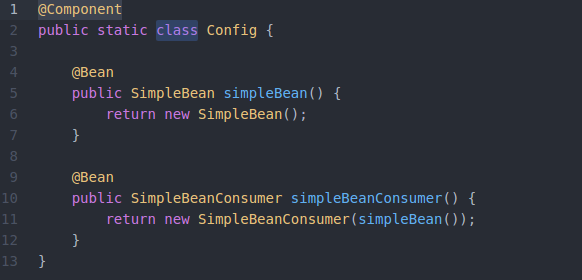 1 @Component
2 public static class Config {
3
4     @Bean
5     public SimpleBean simpleBean() {
6         return new SimpleBean();
7     }
8
9     @Bean
10     public SimpleBeanConsumer simpleBeanConsumer() {
11         return new SimpleBeanConsumer(simpleBean());
12     }
13 }